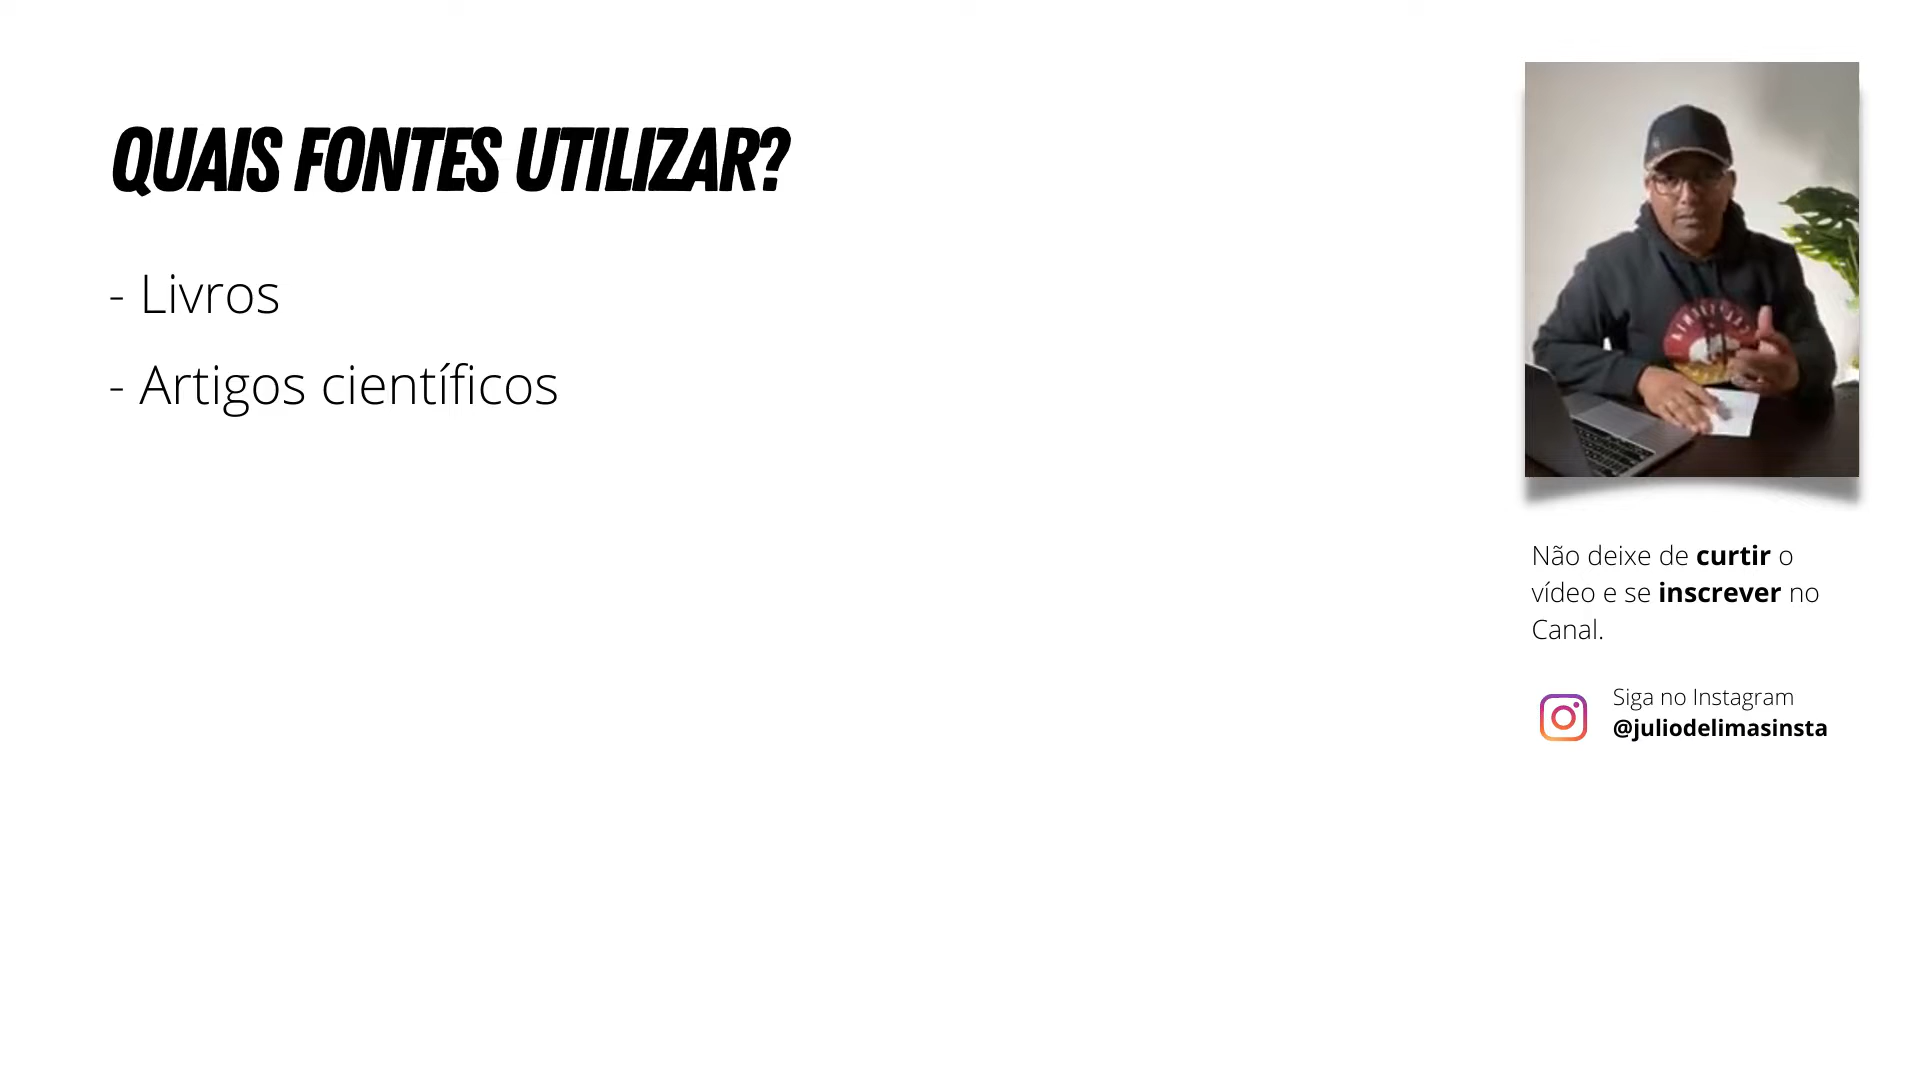 QUAIS FONTES UTILIZAR?
- Livros
- Artigos científicos
Não deixe de curtir o
vídeo e se inscrever no
Canal.
Siga no Instagram
@juliodelimasinsta